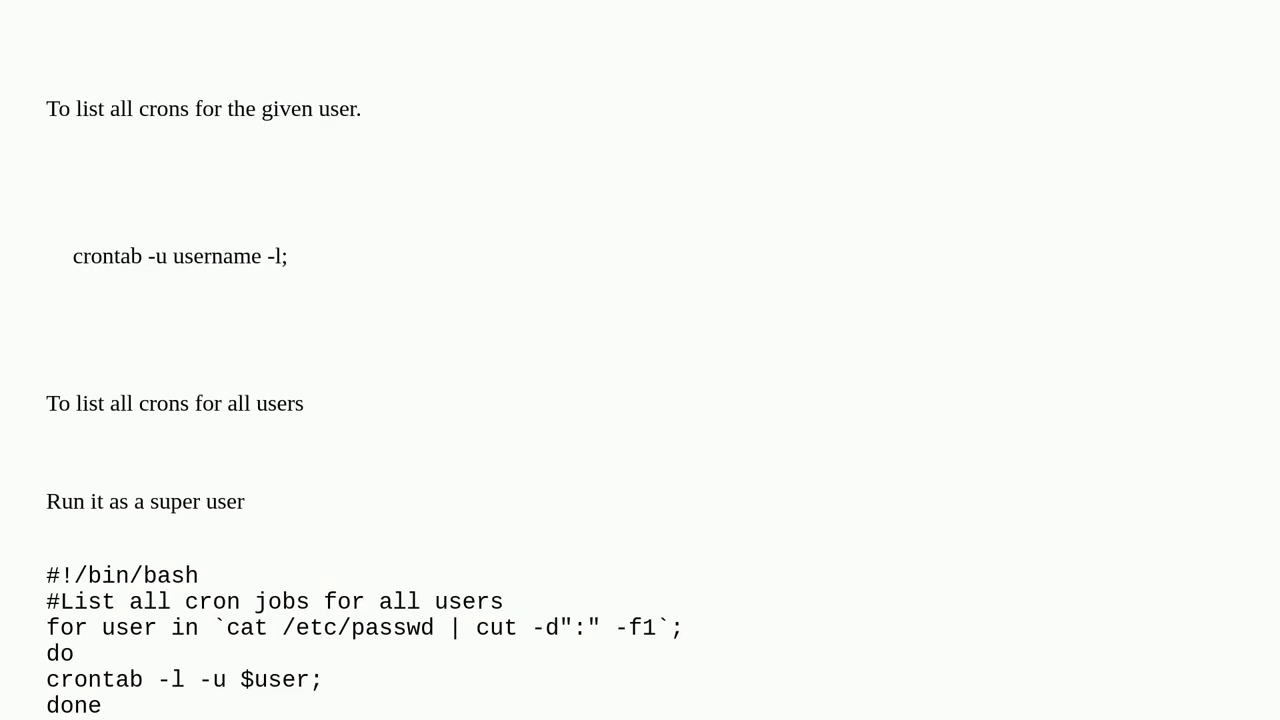 To list all crons for the given user.
crontab -u username -l;
To list all crons for all users
Run it as a super user
#!/bin/bash
#List all cron jobs for all users
for user in `cat /etc/passwd | cut -d":" -f1`;
do
crontab -l -u $user;
done